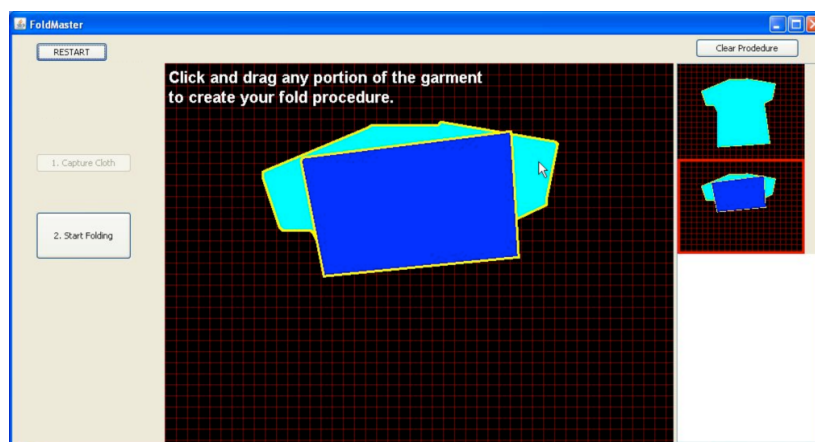 FoldMaster
RESTART
Clear Prodedure
Click and drag any portion of the garment
to create your fold procedure.
1. Capture Cloth
2. Start Folding